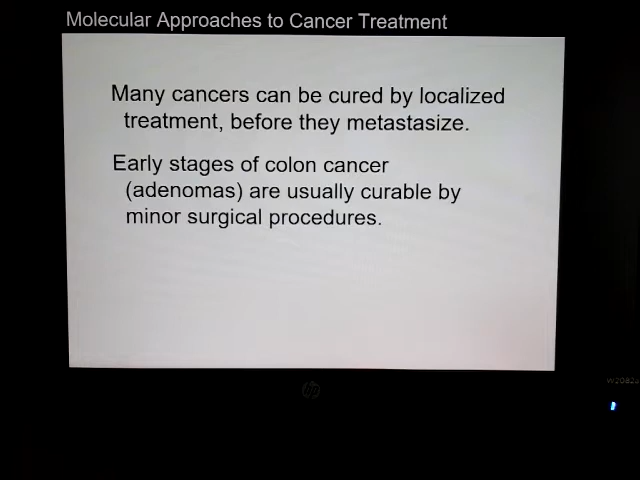 Molecular Approaches to Cancer Treatment
Many cancers can be cured by localized
treatment, before they metastasize.
Early stages of colon cancer
(adenomas) are usually curable by
minor surgical procedures.
hp